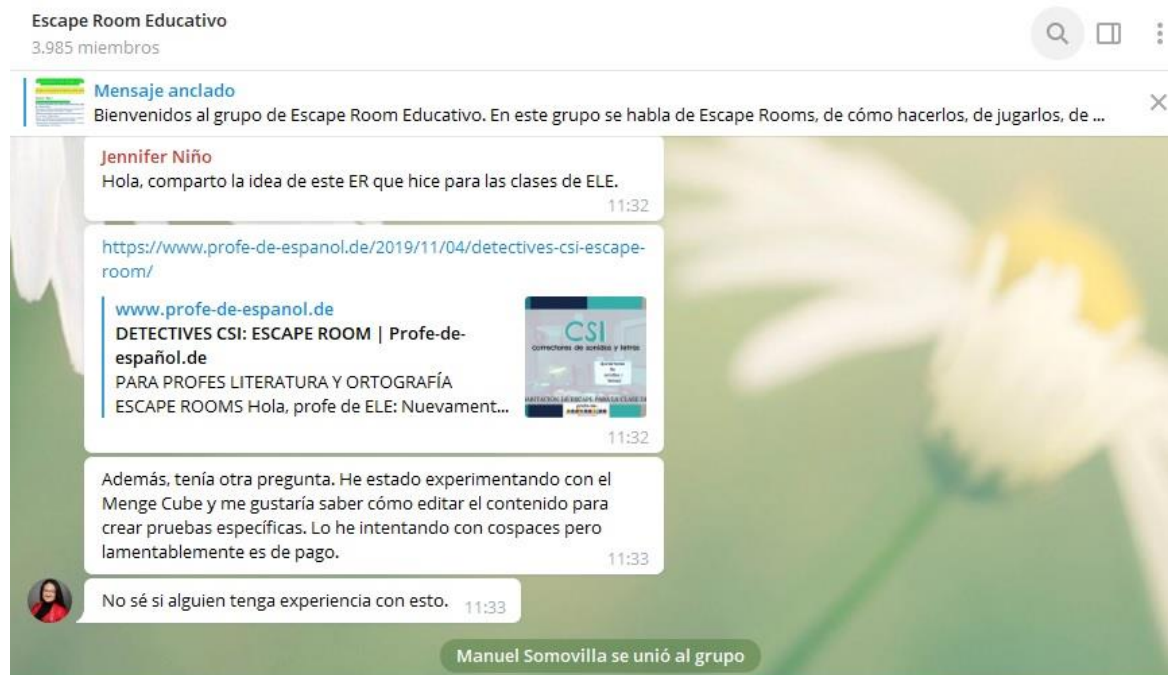 Escape Room Educativo
3.985 miembros
Mensaje anclado
Bienvenidos al grupo de Escape Room Educativo. En este grupo se habla de Escape Rooms, de cómo hacerlos, de jugarlos, de ...
Jennifer Niño
Hola, comparto la idea de este ER que hice para las clases de ELE.
11:32
https://www.profe-de-espanol.de/2019/11/04/detectives-csi-escape-
room/
www.profe-de-espanol.de
DETECTIVES CSI: ESCAPE ROOM | Profe-de-
español.de
PARA PROFES LITERATURA Y ORTOGRAFÍA
ESCAPE ROOMS Hola, profe de ELE: Nuevament...
CSI
correctores de sonidos y letras
11:32
Además, tenía otra pregunta. He estado experimentando con el
Menge Cube y me gustaría saber cómo editar el contenido para
crear pruebas específicas. Lo he intentando con cospaces pero
lamentablemente es de pago.
11:33
No sé si alguien tenga experiencia con esto. 11:33
Manuel Somovilla se unió al grupo